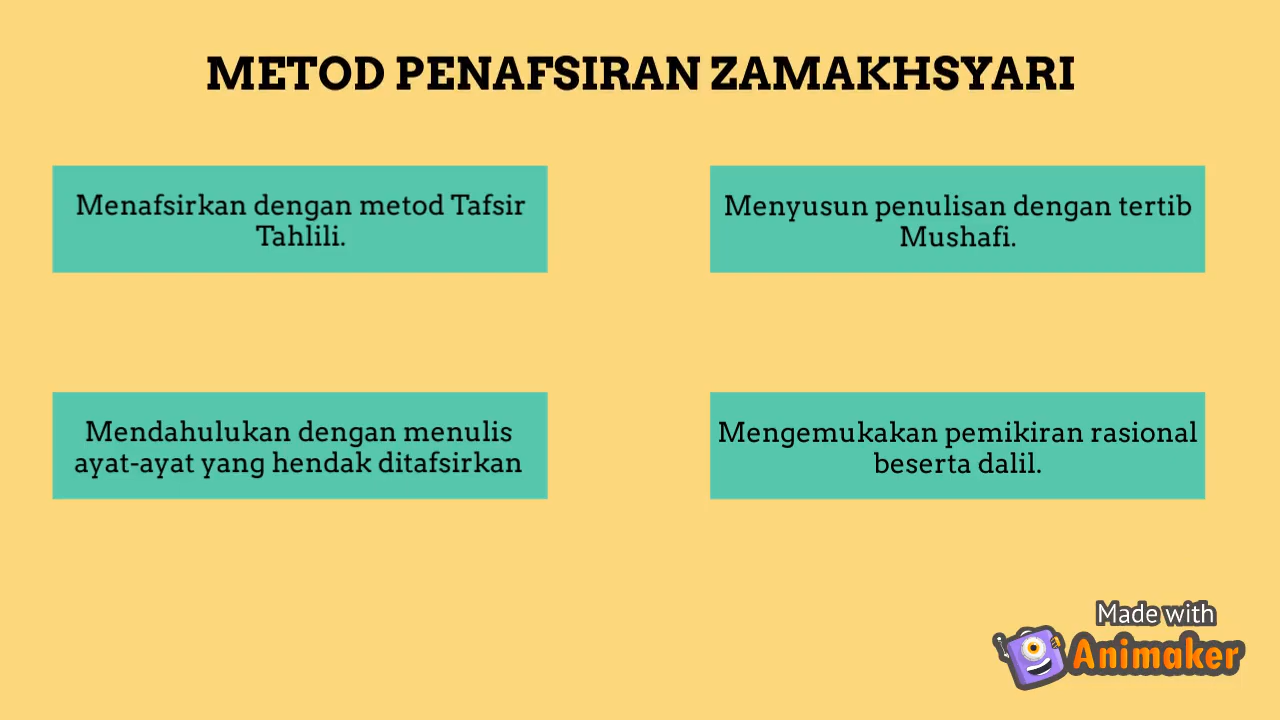 METOD PENAFSIRAN ZAMAKHSYARI
Menafsirkan dengan metod Tafsir
Tahlili.
Menyusun penulisan dengan tertib
Mushafi.
Mendahulukan dengan menulis
ayat-ayat yang hendak ditafsirkan
Mengemukakan pemikiran rasional
beserta dalil.
Made with
Animaker